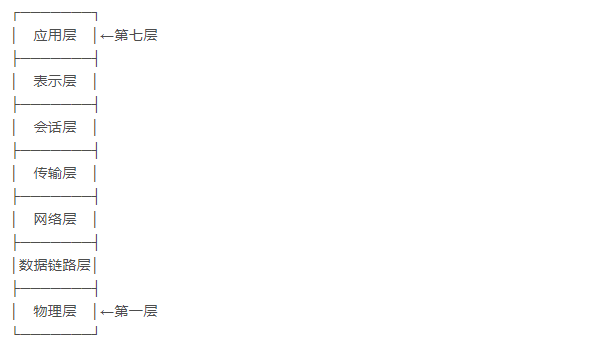 应用层 ←第七层
表示层
会话层
传输层
网络层
数据链路层
物理层 ←第一层